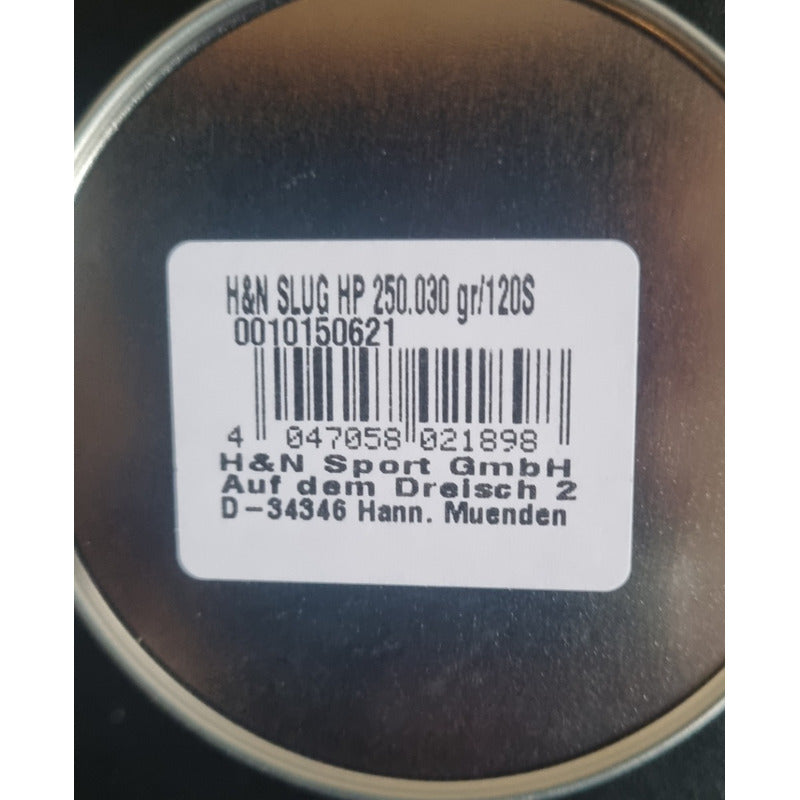 H&N SLUG HP 250.030 gr/120S
0010150621
4 047058 021898
H&N Sport GmbH
Auf dem Dreisch 2
D-34346 Hann. Muenden